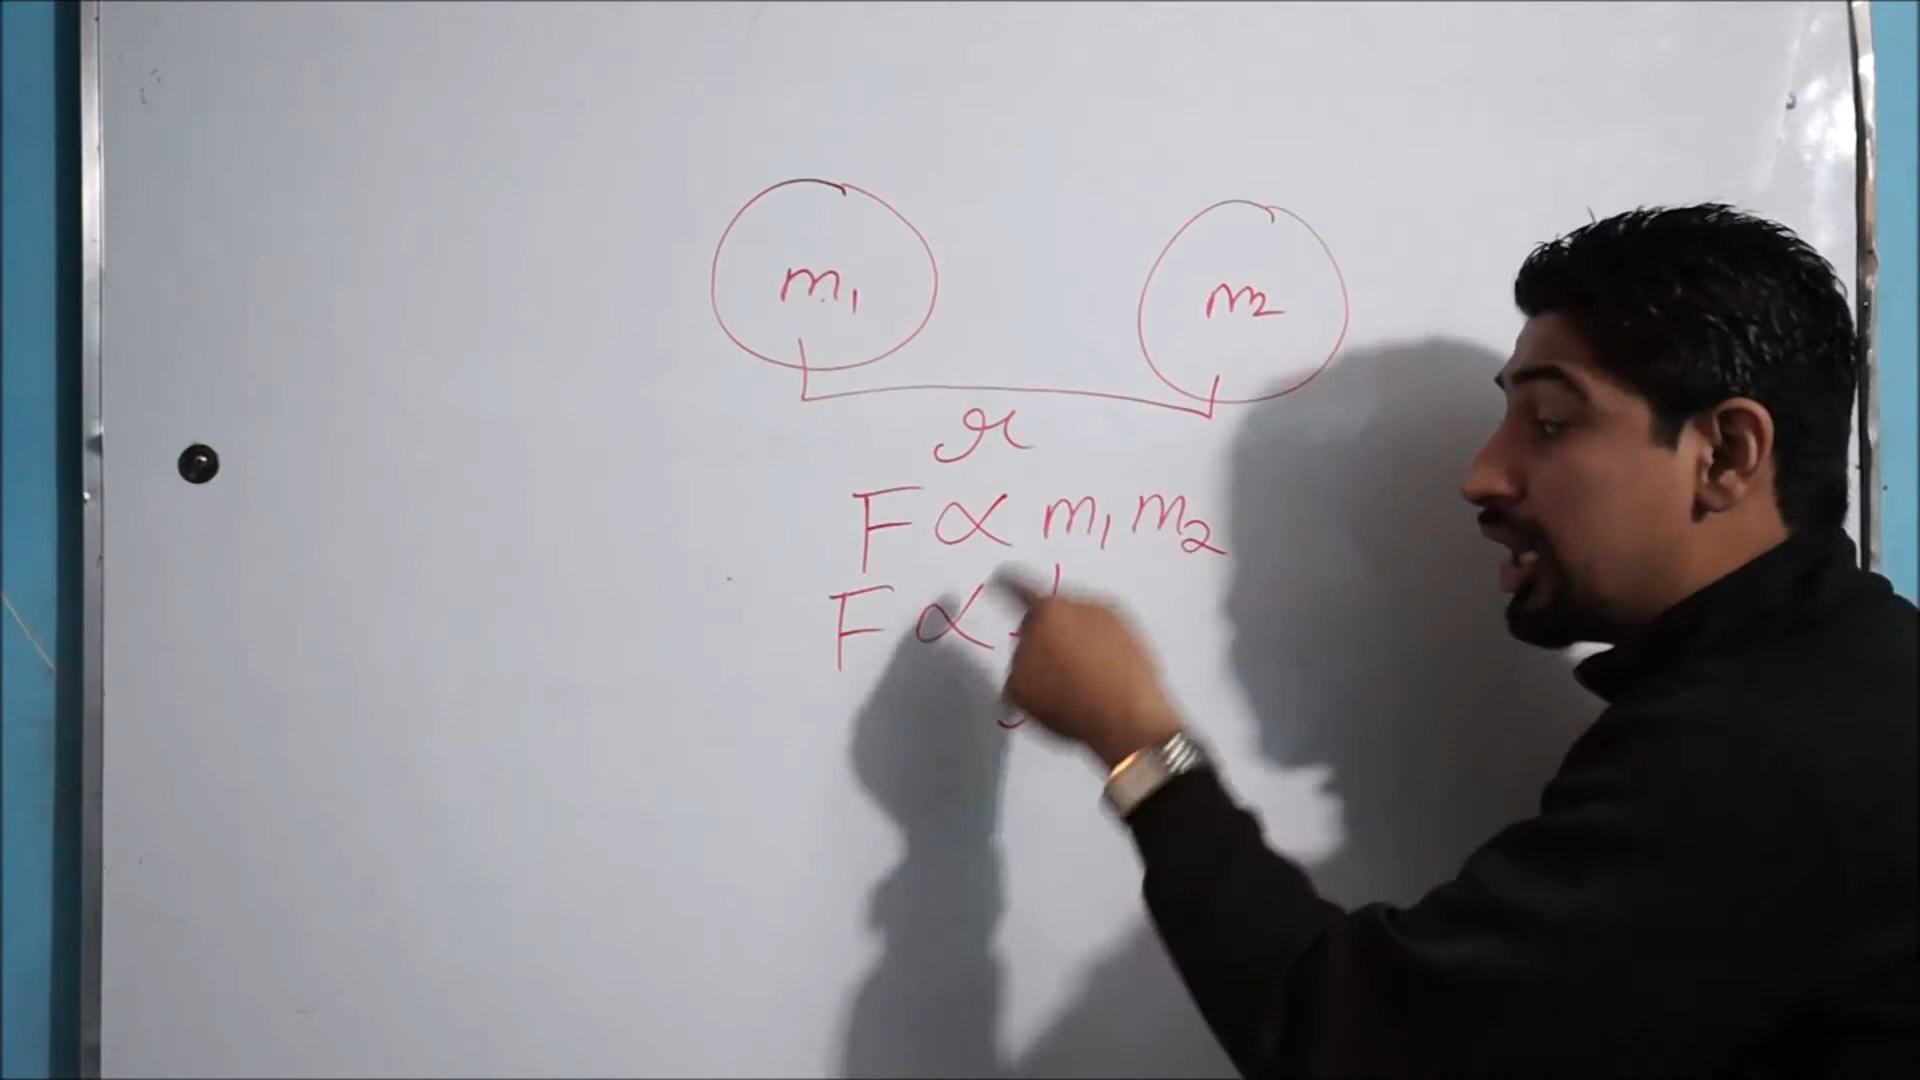 m₁ m₂
r
F ∝ m₁ m₂
F ∝